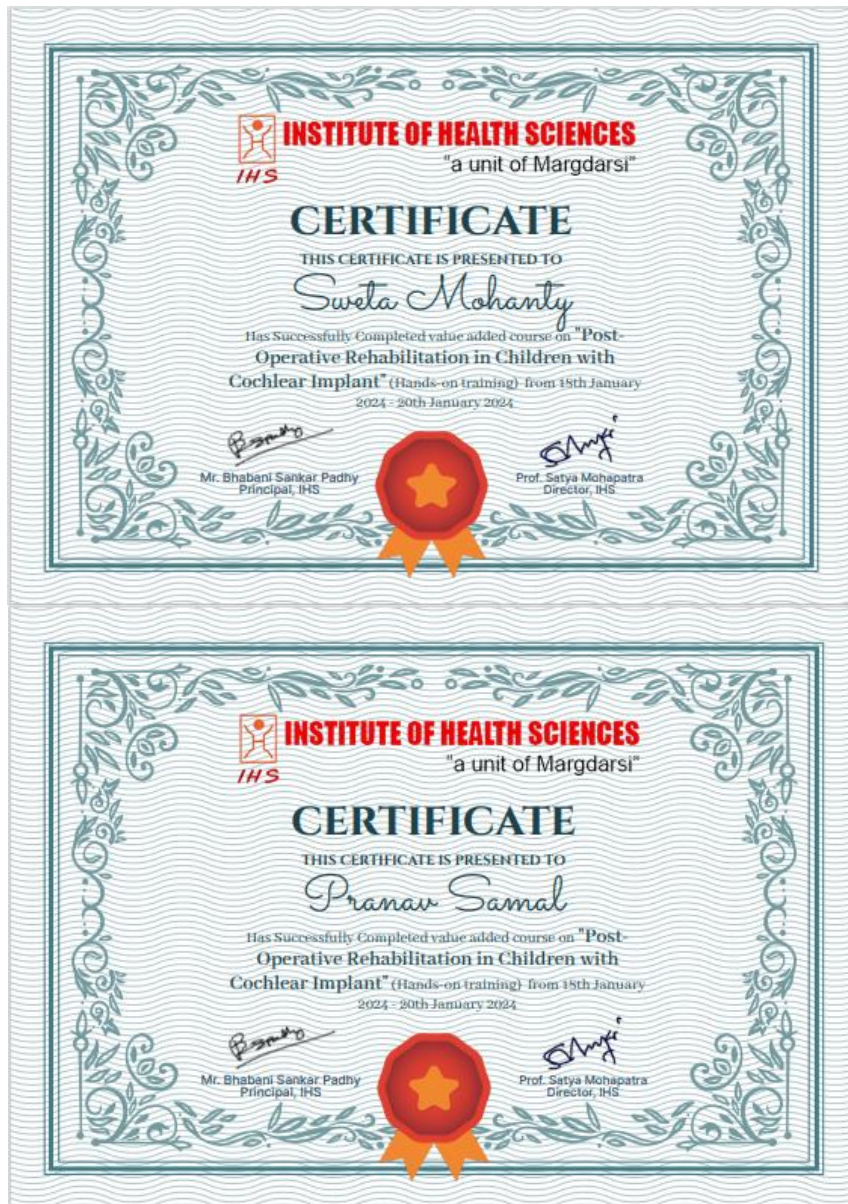 INSTITUTE OF HEALTH SCIENCES
IHS
"a unit of Margdarsi"
CERTIFICATE
THIS CERTIFICATE IS PRESENTED TO
Sweta Mohanty
Has Successfully Completed value added course on "Post-
Operative Rehabilitation in Children with
Cochlear Implant" (Hands-on training) from 18th January
2024 - 20th January 2024
Mr. Bhabani Sankar Padhy
Principal, IHS
Prof. Satya Mohapatra
Director, IHS
INSTITUTE OF HEALTH SCIENCES
IHS
"a unit of Margdarsi"
CERTIFICATE
THIS CERTIFICATE IS PRESENTED TO
Pranav Samal
Has Successfully Completed value added course on "Post-
Operative Rehabilitation in Children with
Cochlear Implant" (Hands-on training) from 18th January
2024 - 20th January 2024
Mr. Bhabani Sankar Padhy
Principal, IHS
Prof. Satya Mohapatra
Director, IHS